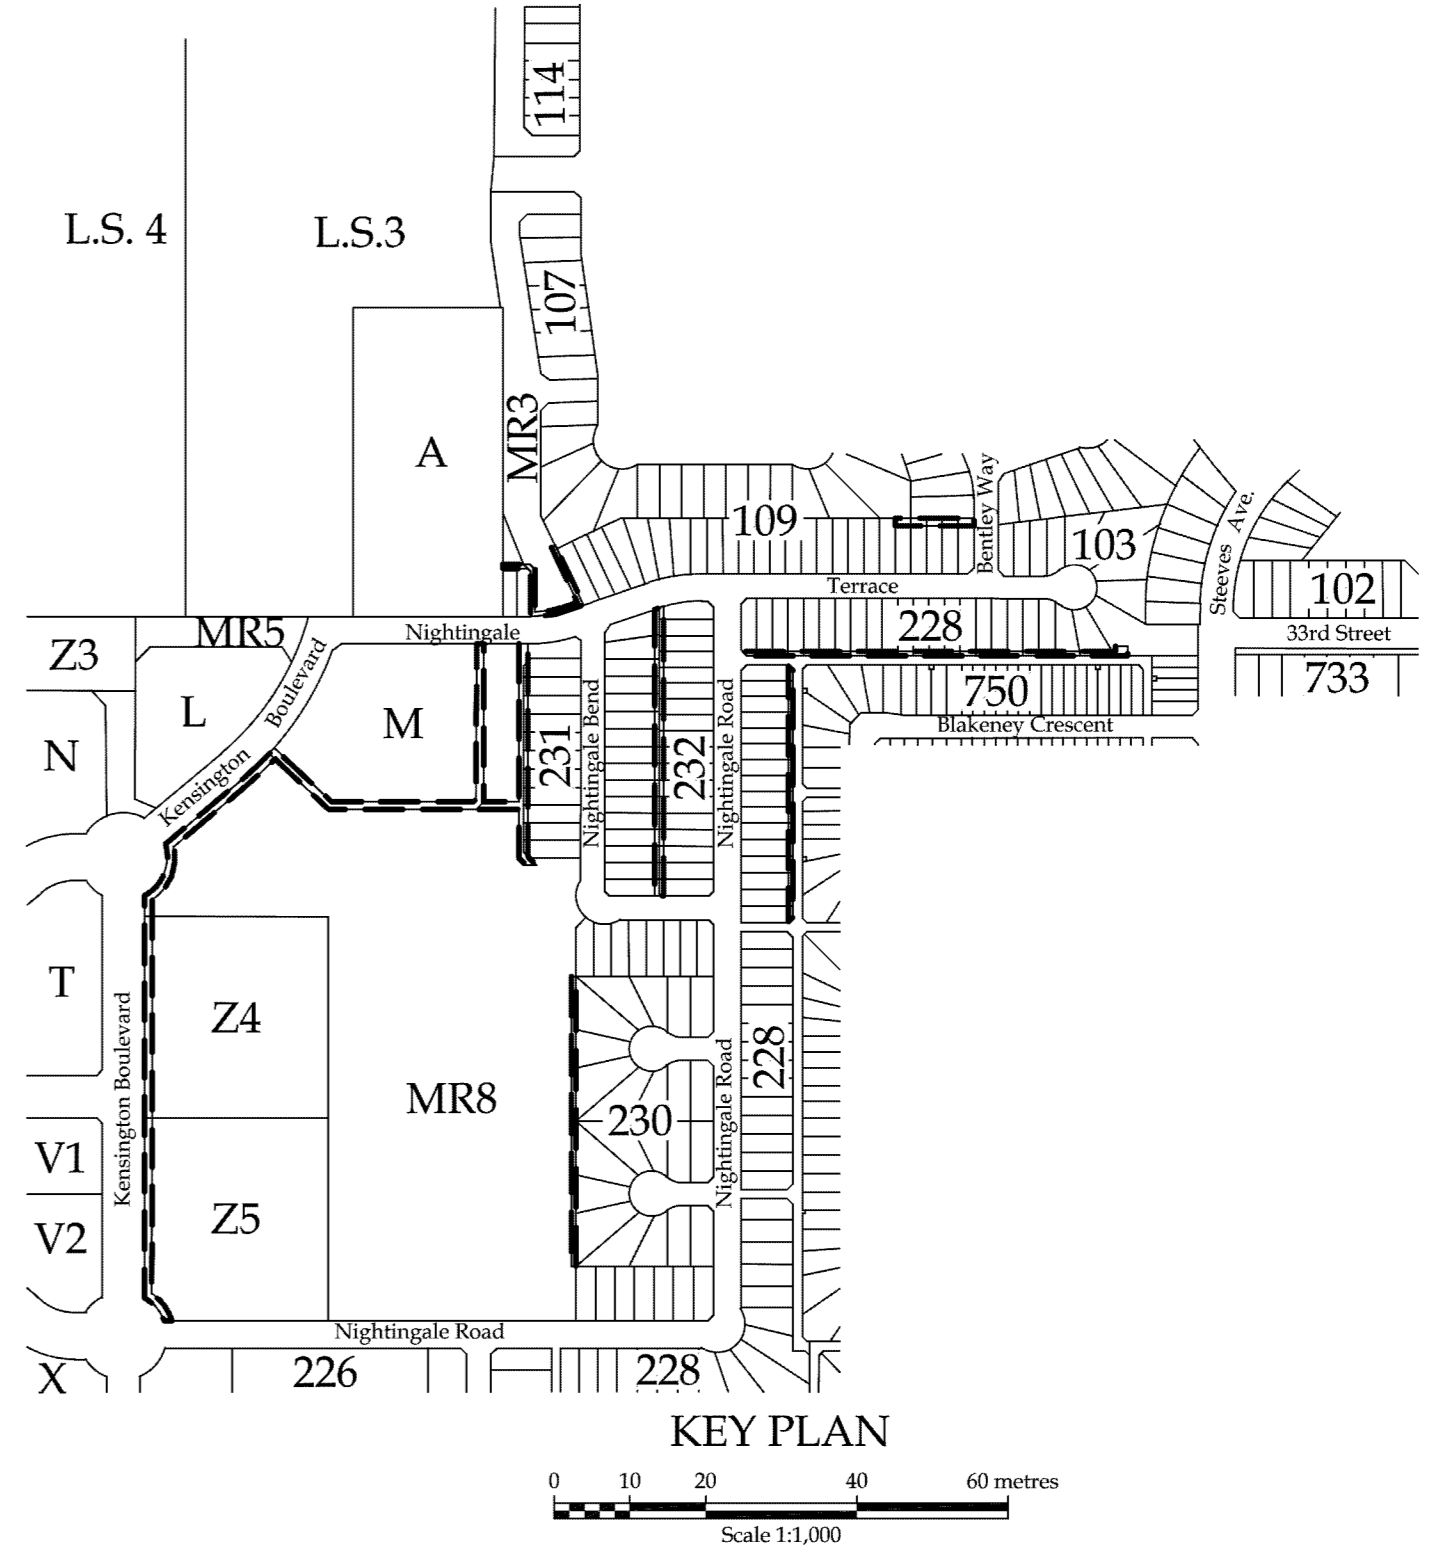 114
L.S. 4
L.S.3
107
A
MR3
109
Bentley Way
103
Steeves Ave.
102
Terrace
228
33rd Street
MR5
Nightingale
Z3
L
Kensington Boulevard
M
N
231
Nightingale Bend
232
Nightingale Road
750
Blakeney Crescent
733
T
Kensington Boulevard
Z4
MR8
230
Nightingale Road
228
V1
V2
Z5
Nightingale Road
X
226
228
KEY PLAN
0 10 20 40 60 metres
Scale 1:1,000